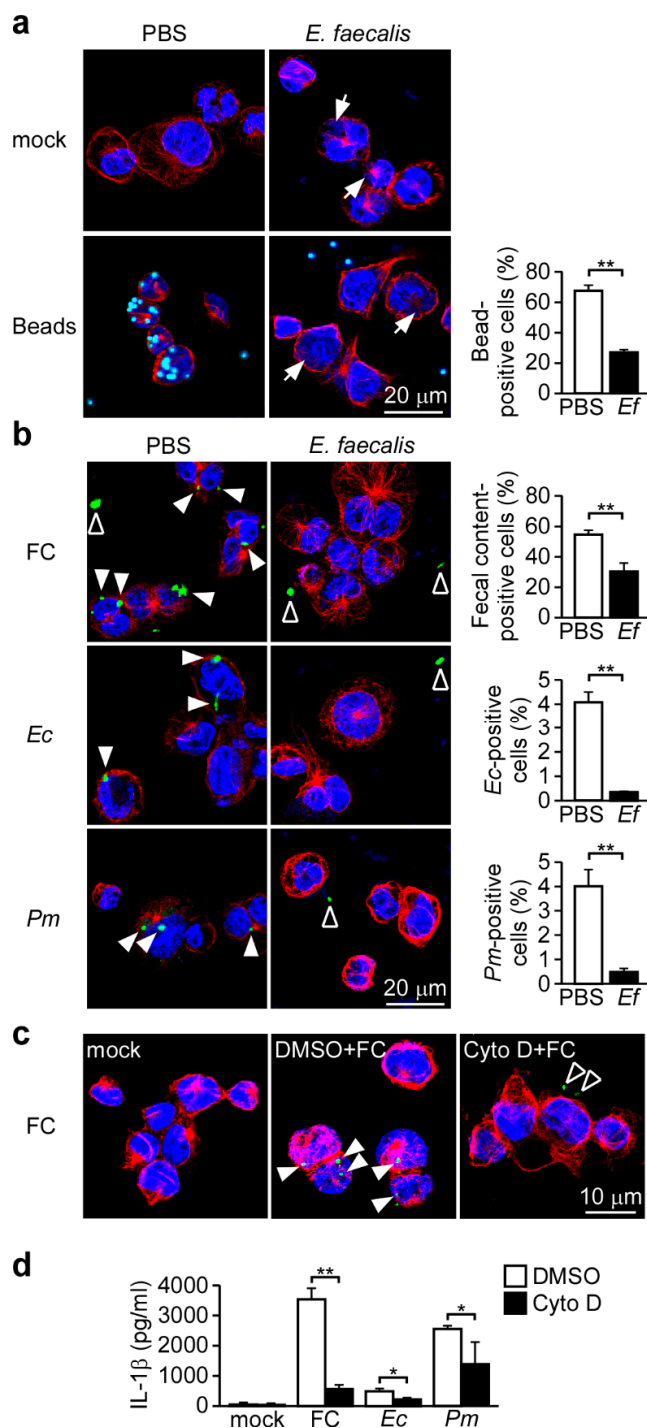 a
PBS
E. faecalis
mock
Beads
20 μm
Bead-
positive cells (%)
80
60
40
20
0
**
PBS Ef
b
PBS
E. faecalis
FC
Fecal content-
positive cells (%)
80
60
40
20
0
**
PBS Ef
Ec
Ec-positive
cells (%)
5
4
3
2
1
0
**
PBS Ef
Pm
20 μm
Pm-positive
cells (%)
5
4
3
2
1
0
**
PBS Ef
c
mock
DMSO+FC
Cyto D+FC
FC
10 μm
d
IL-1β (pg/ml)
4000
3000
2000
1000
0
**
*
*
DMSO
Cyto D
mock FC Ec Pm